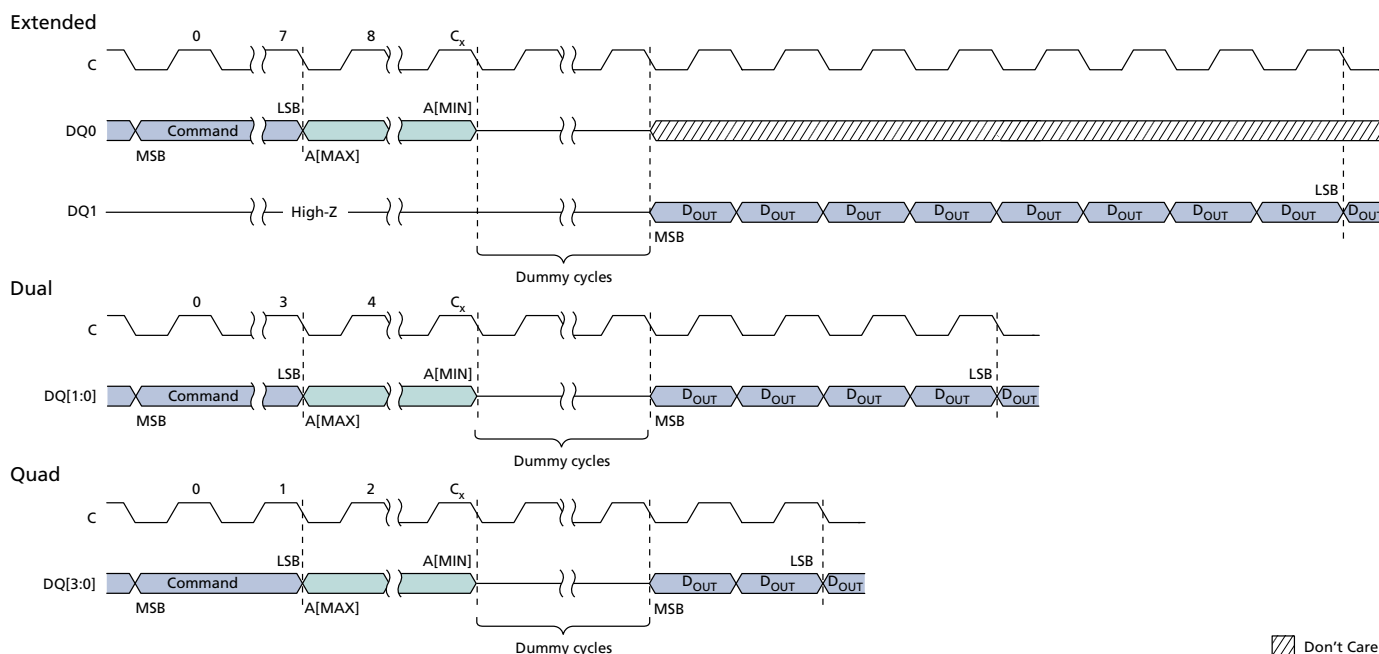 Extended
0 7 8 Cx
C
LSB A[MIN]
DQ0 Command
MSB A[MAX]
LSB
DQ1 High-Z DOUT DOUT DOUT DOUT DOUT DOUT DOUT DOUT DOUT
MSB
Dummy cycles
Dual
0 3 4 Cx
C
LSB A[MIN] LSB
DQ[1:0] Command DOUT DOUT DOUT DOUT DOUT
MSB A[MAX] MSB
Dummy cycles
Quad
0 1 2 Cx
C
LSB A[MIN] LSB
DQ[3:0] Command DOUT DOUT DOUT
MSB A[MAX] MSB
Dummy cycles
Don't Care